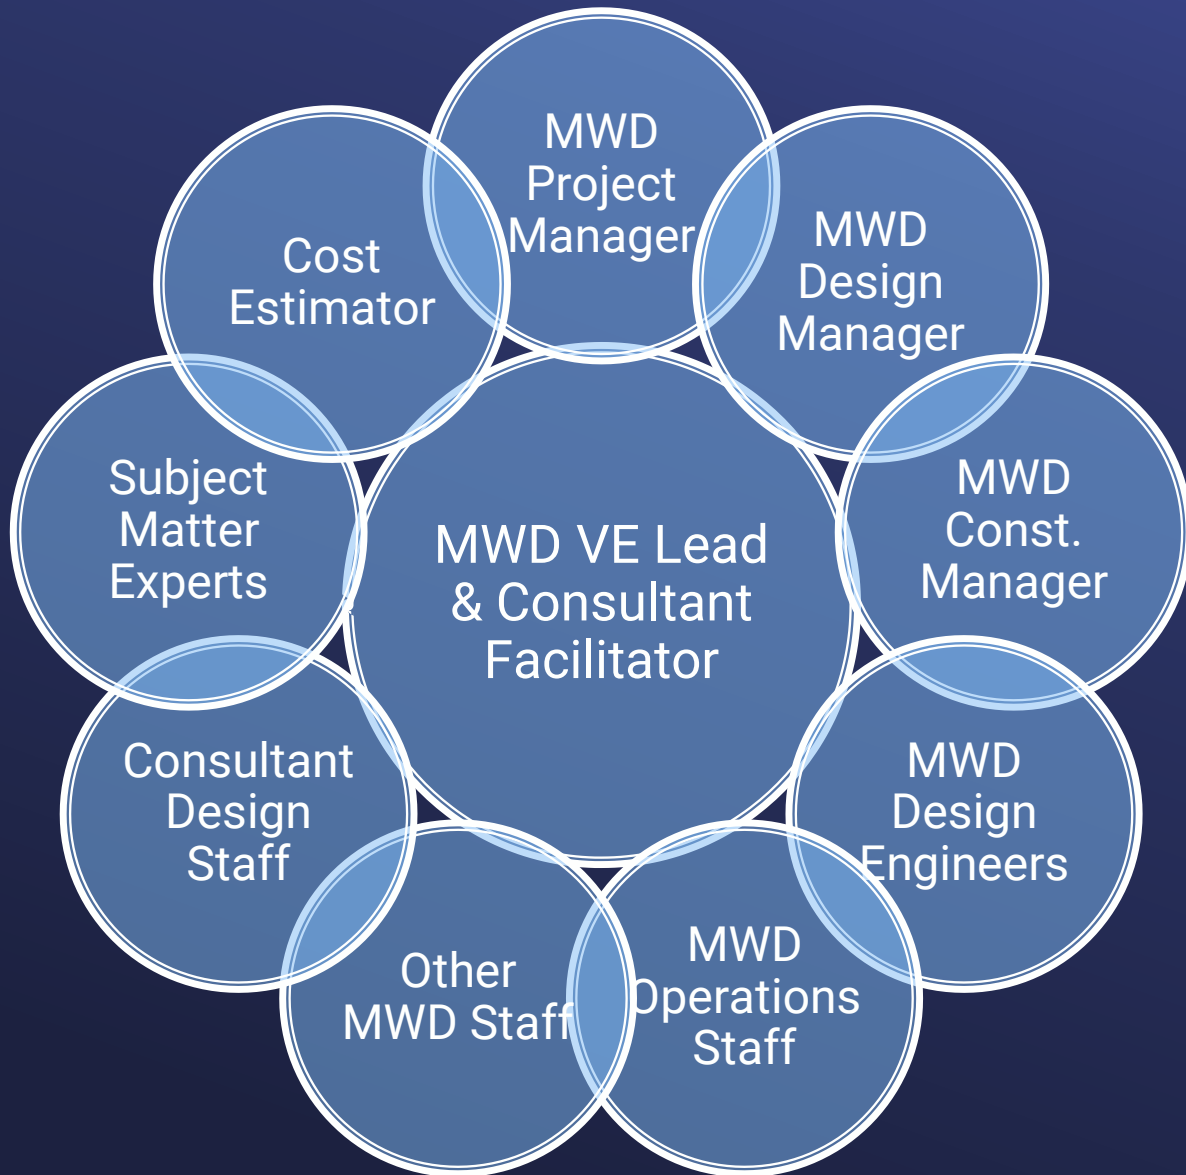 MWD
Project
Manager
MWD
Design
Manager
MWD
Const.
Manager
MWD
Design
Engineers
MWD
Operations
Staff
Other
MWD Staff
Consultant
Design
Staff
Subject
Matter
Experts
Cost
Estimator
MWD VE Lead
& Consultant
Facilitator